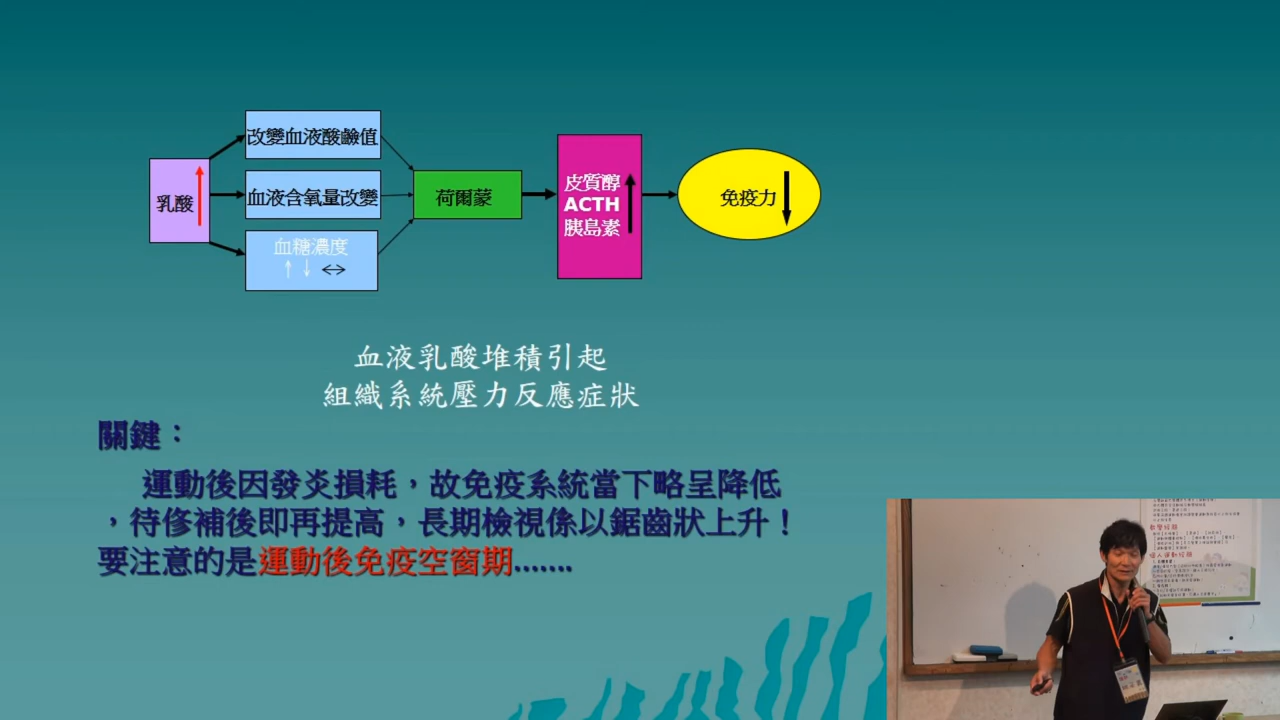 改變血液酸鹼值
乳酸
血液含氧量改變
血糖濃度
荷爾蒙
皮質醇
ACTH
胰島素
免疫力
血液乳酸堆積引起
組織系統壓力反應症狀
關鍵：
運動後因發炎損耗，故免疫系統當下略呈降低
，待修補後即再提高，長期檢視係以鋸齒狀上升！
要注意的是運動後免疫空窗期.......